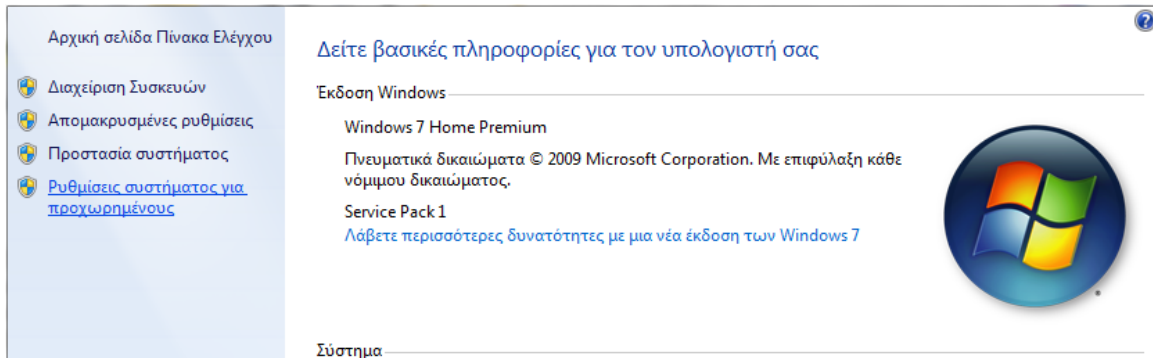 Αρχική σελίδα Πίνακα Ελέγχου
Διαχείριση Συσκευών
Απομακρυσμένες ρυθμίσεις
Προστασία συστήματος
Ρυθμίσεις συστήματος για
προχωρημένους
Δείτε βασικές πληροφορίες για τον υπολογιστή σας
Έκδοση Windows
Windows 7 Home Premium
Πνευματικά δικαιώματα © 2009 Microsoft Corporation. Με επιφύλαξη κάθε
νόμιμου δικαιώματος.
Service Pack 1
Λάβετε περισσότερες δυνατότητες με μια νέα έκδοση των Windows 7
Σύστημα